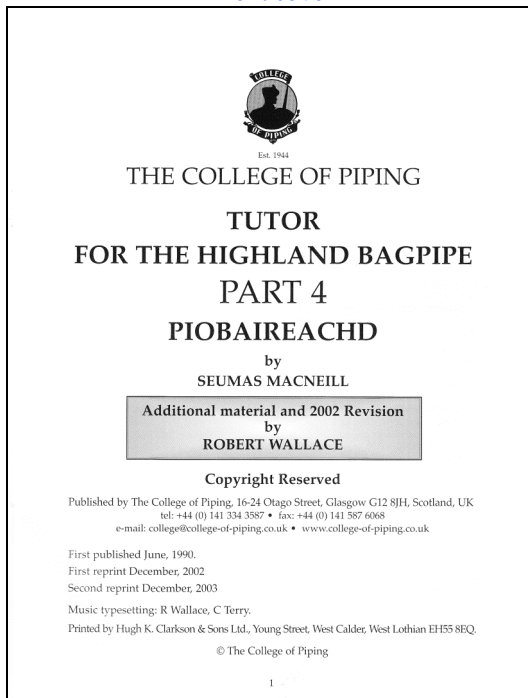 COLLEGE
OF PIPING
Est. 1944
THE COLLEGE OF PIPING
TUTOR
FOR THE HIGHLAND BAGPIPE
PART 4
PIOBAIREACHD
by
SEUMAS MACNEILL
Additional material and 2002 Revision
by
ROBERT WALLACE
Copyright Reserved
Published by The College of Piping, 16-24 Otago Street, Glasgow G12 8JH, Scotland, UK
tel: +44 (0) 141 334 3587 • fax: +44 (0) 141 587 6068
e-mail: college@college-of-piping.co.uk • www.college-of-piping.co.uk
First published June, 1990.
First reprint December, 2002
Second reprint December, 2003
Music typesetting: R Wallace, C Terry.
Printed by Hugh K. Clarkson & Sons Ltd., Young Street, West Calder, West Lothian EH55 8EQ.
© The College of Piping
1